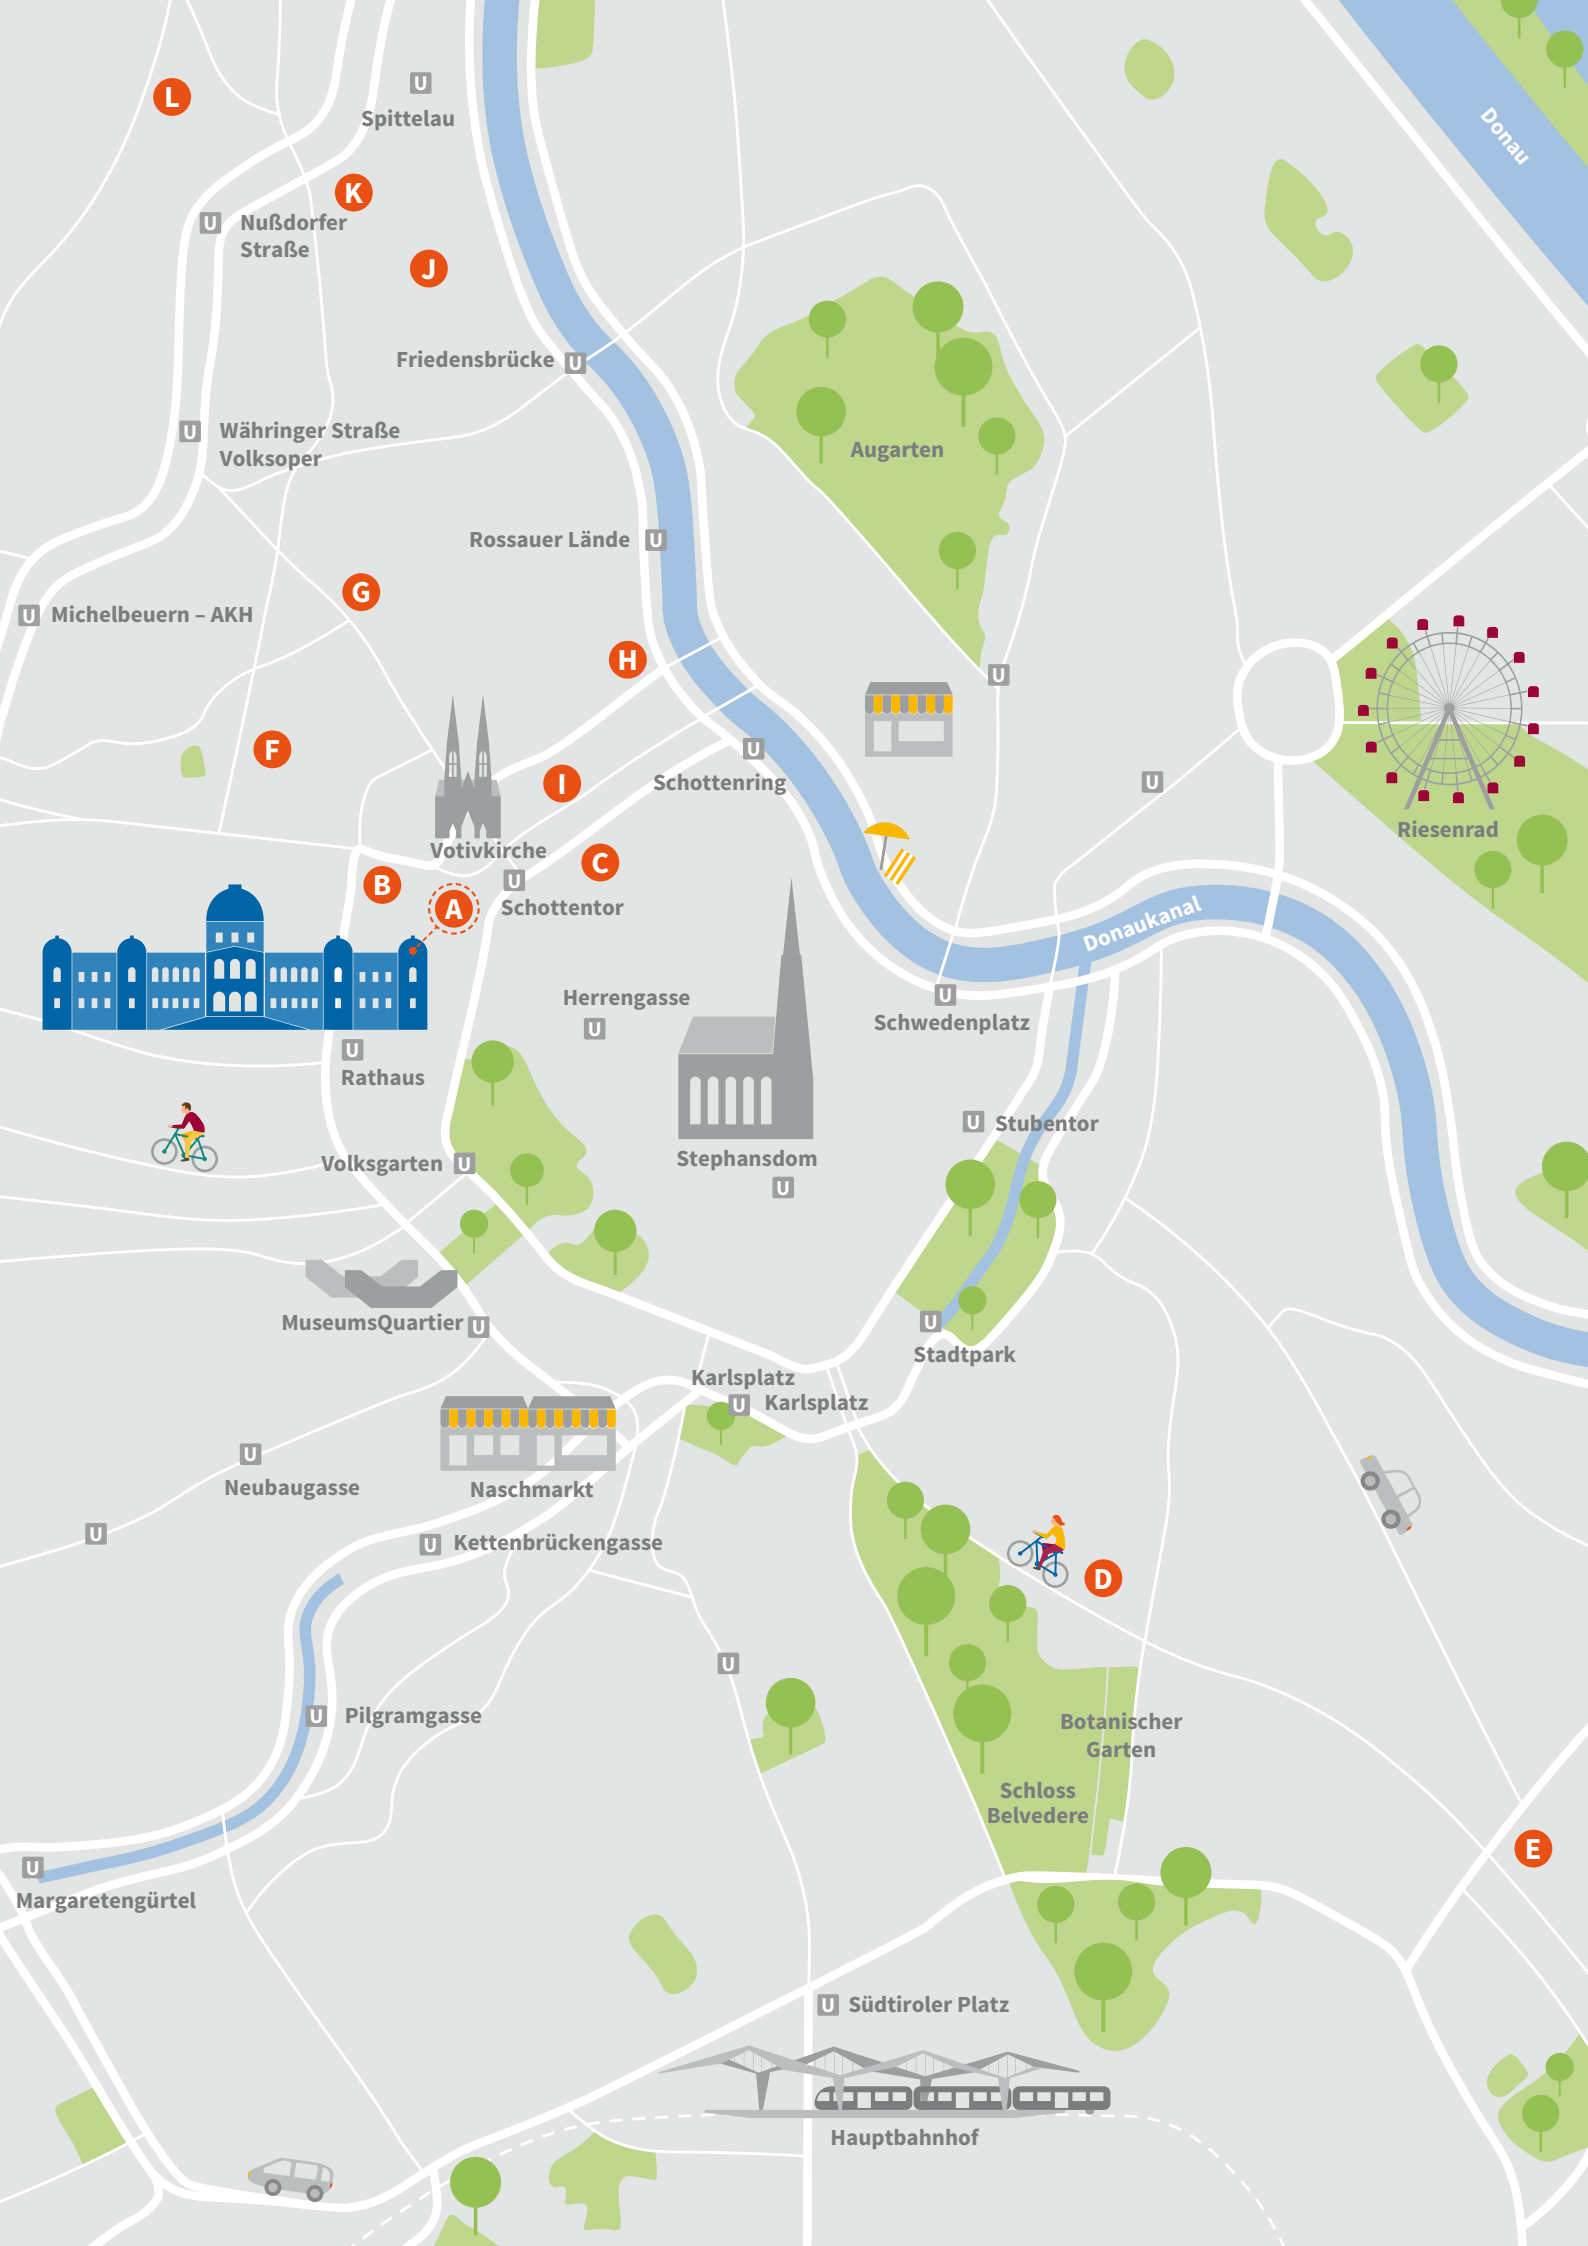 U
Spittelau
L
Donau
K
U
Nußdorfer
Straße
J
Friedensbrücke U
U
Währinger Straße
Volksoper
Augarten
Rossauer Lände U
G
U Michelbeuern – AKH
H
U
F
U
Schottenring
I
U
Riesenrad
Votivkirche
C
B
U
A
Schottentor
Donaukanal
Herrengasse
U
U
Schwedenplatz
U
Rathaus
U Stubentor
Volksgarten U
Stephansdom
U
MuseumsQuartier U
U
Stadtpark
Karlsplatz
U Karlsplatz
U
Neubaugasse
Naschmarkt
U
U Kettenbrückengasse
D
U
U Pilgramgasse
Botanischer
Garten
Schloss
Belvedere
E
U
Margaretengürtel
U Südtiroler Platz
Hauptbahnhof